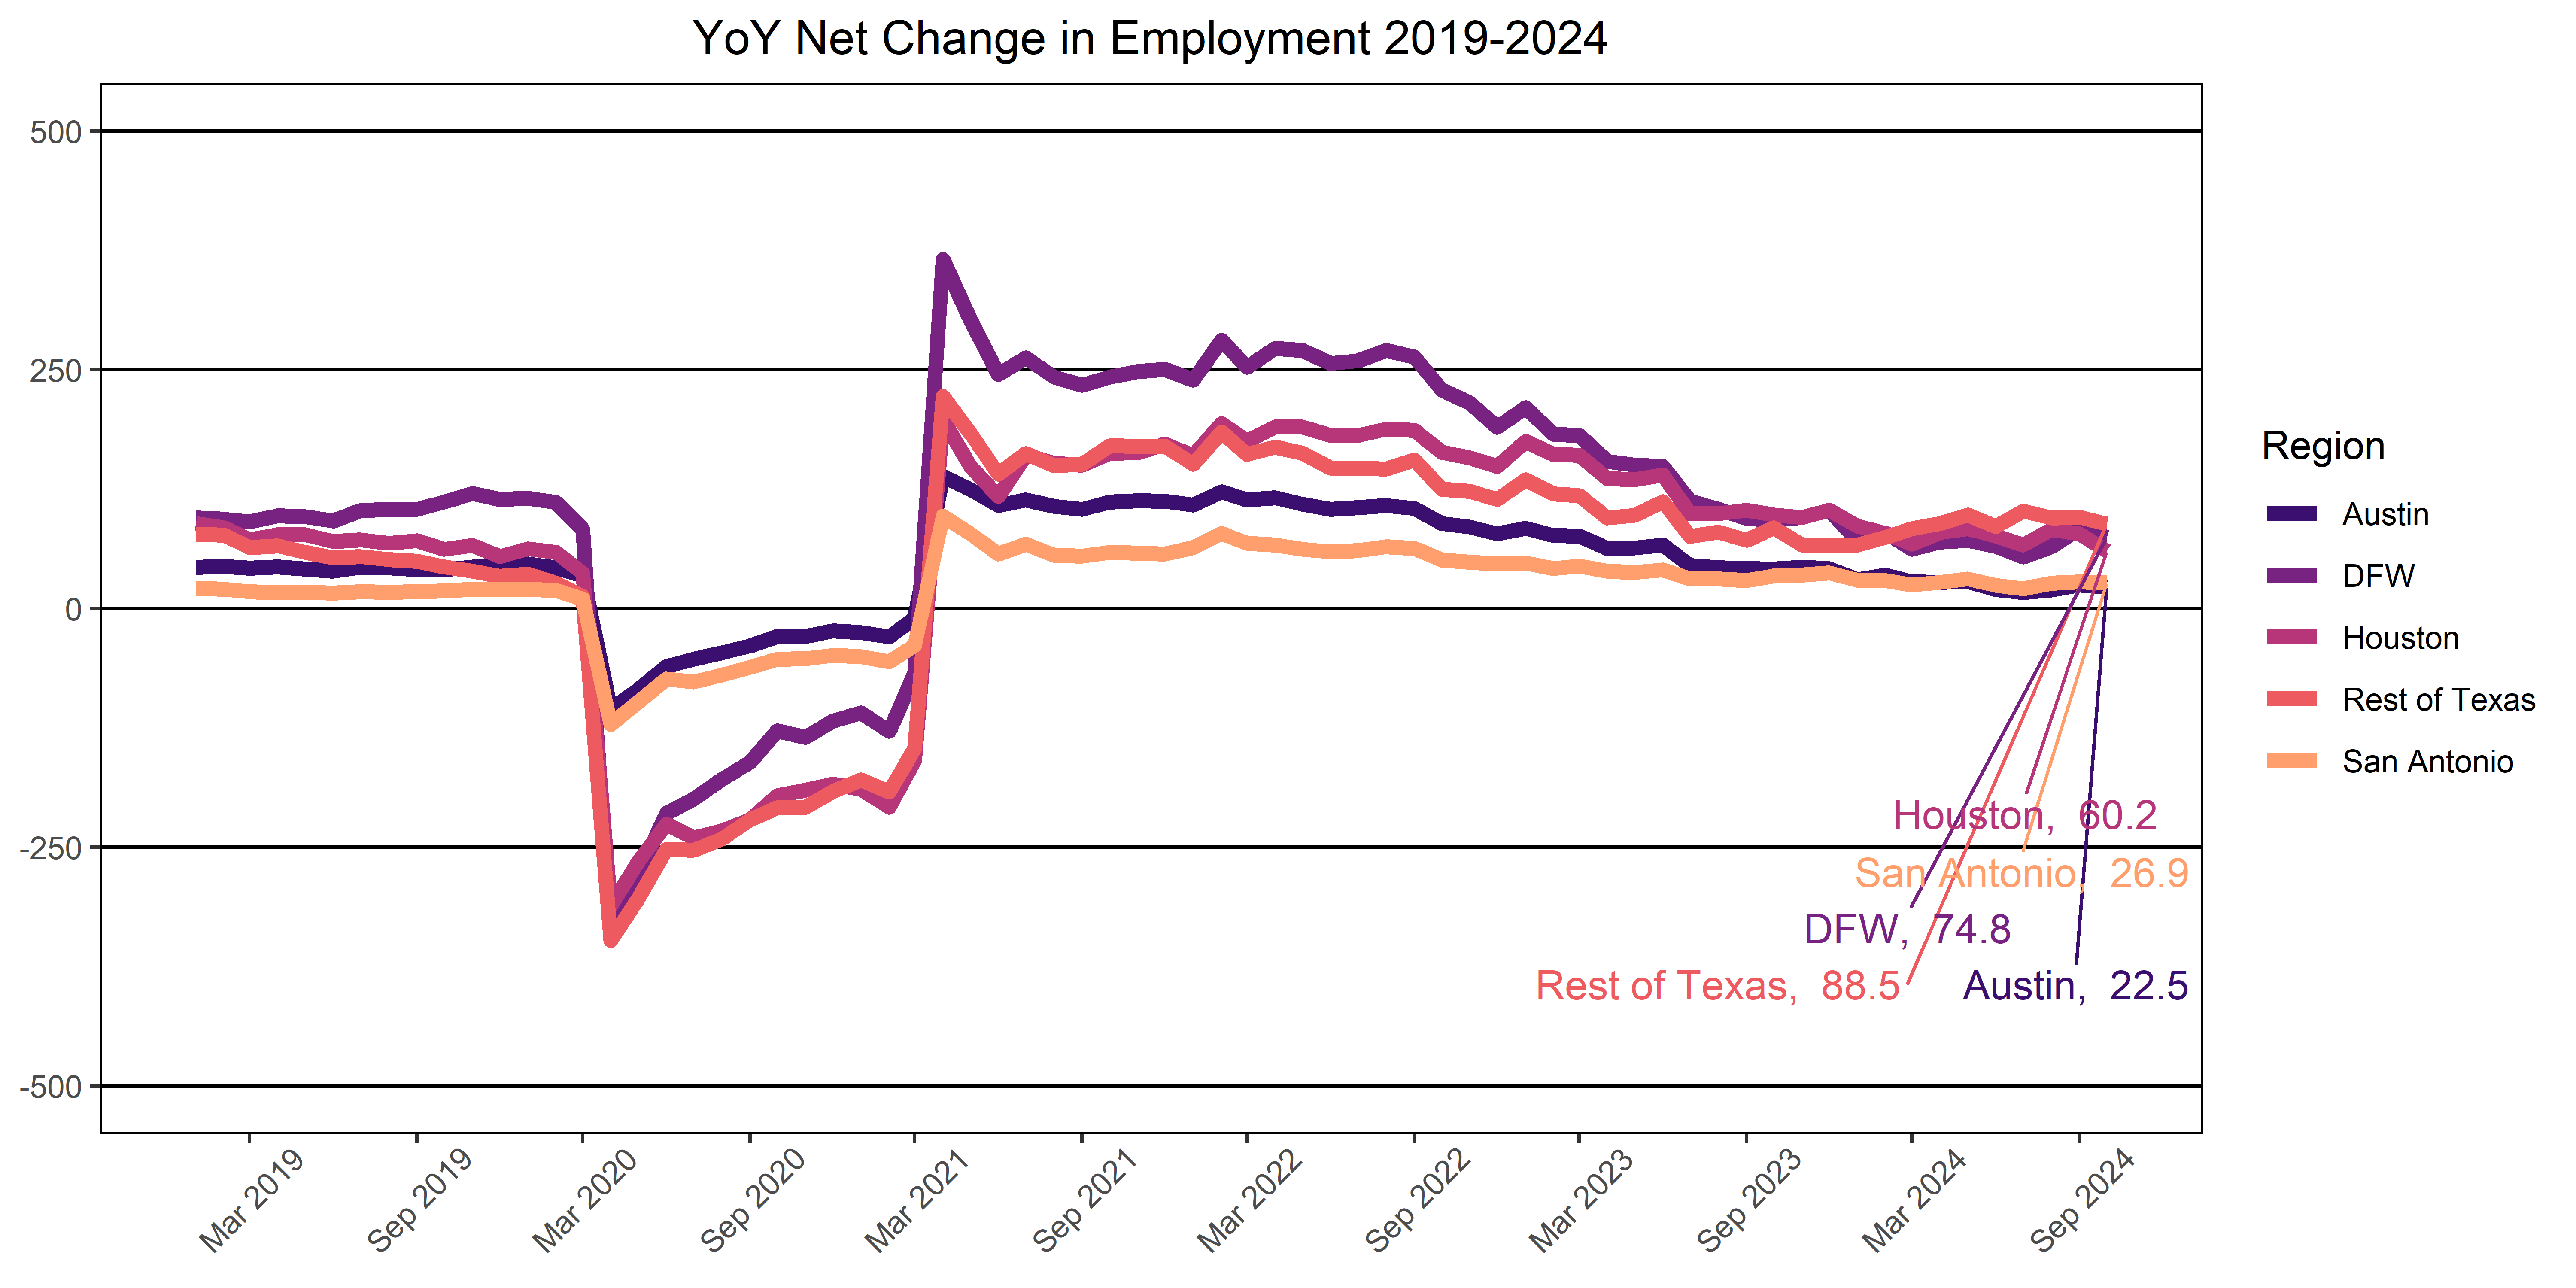 YoY Net Change in Employment 2019-2024
500
250
0
-250
-500
Houston, 60.2
San Antonio, 26.9
DFW, 74.8
Rest of Texas, 88.5
Austin, 22.5
Mar 2019
Sep 2019
Mar 2020
Sep 2020
Mar 2021
Sep 2021
Mar 2022
Sep 2022
Mar 2023
Sep 2023
Mar 2024
Sep 2024
Region
Austin
DFW
Houston
Rest of Texas
San Antonio